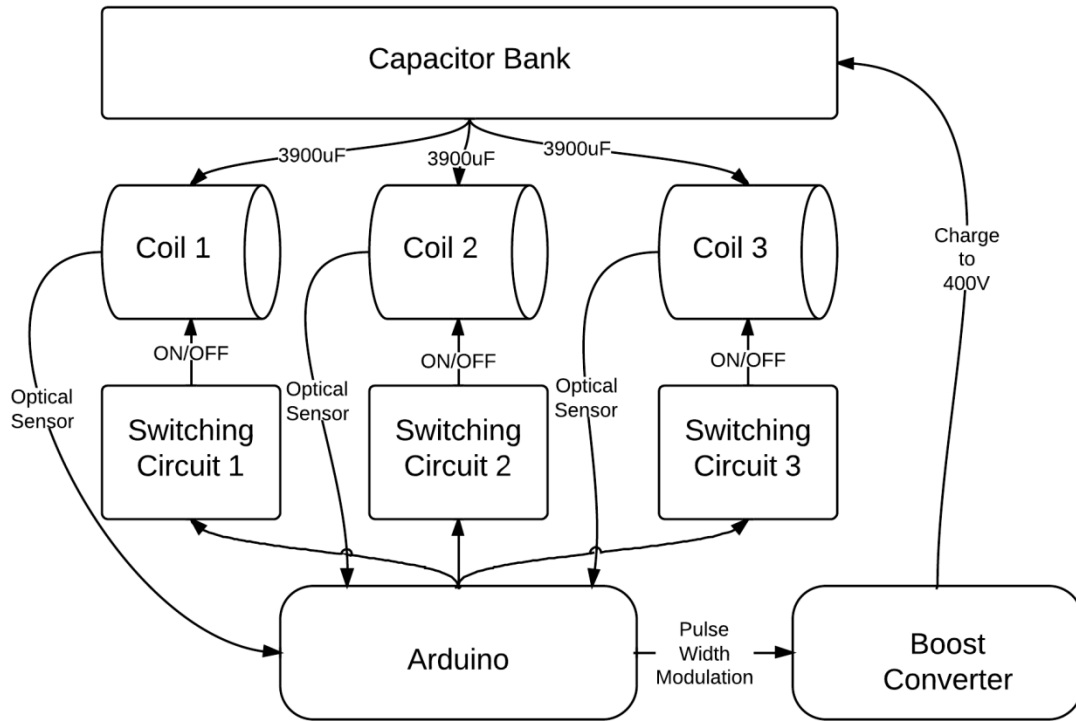 Capacitor Bank
3900uF
3900uF
3900uF
Coil 1
Coil 2
Coil 3
Charge
to
400V
ON/OFF
ON/OFF
ON/OFF
Optical
Sensor
Optical
Sensor
Optical
Sensor
Switching
Circuit 1
Switching
Circuit 2
Switching
Circuit 3
Arduino
Pulse
Width
Modulation
Boost
Converter